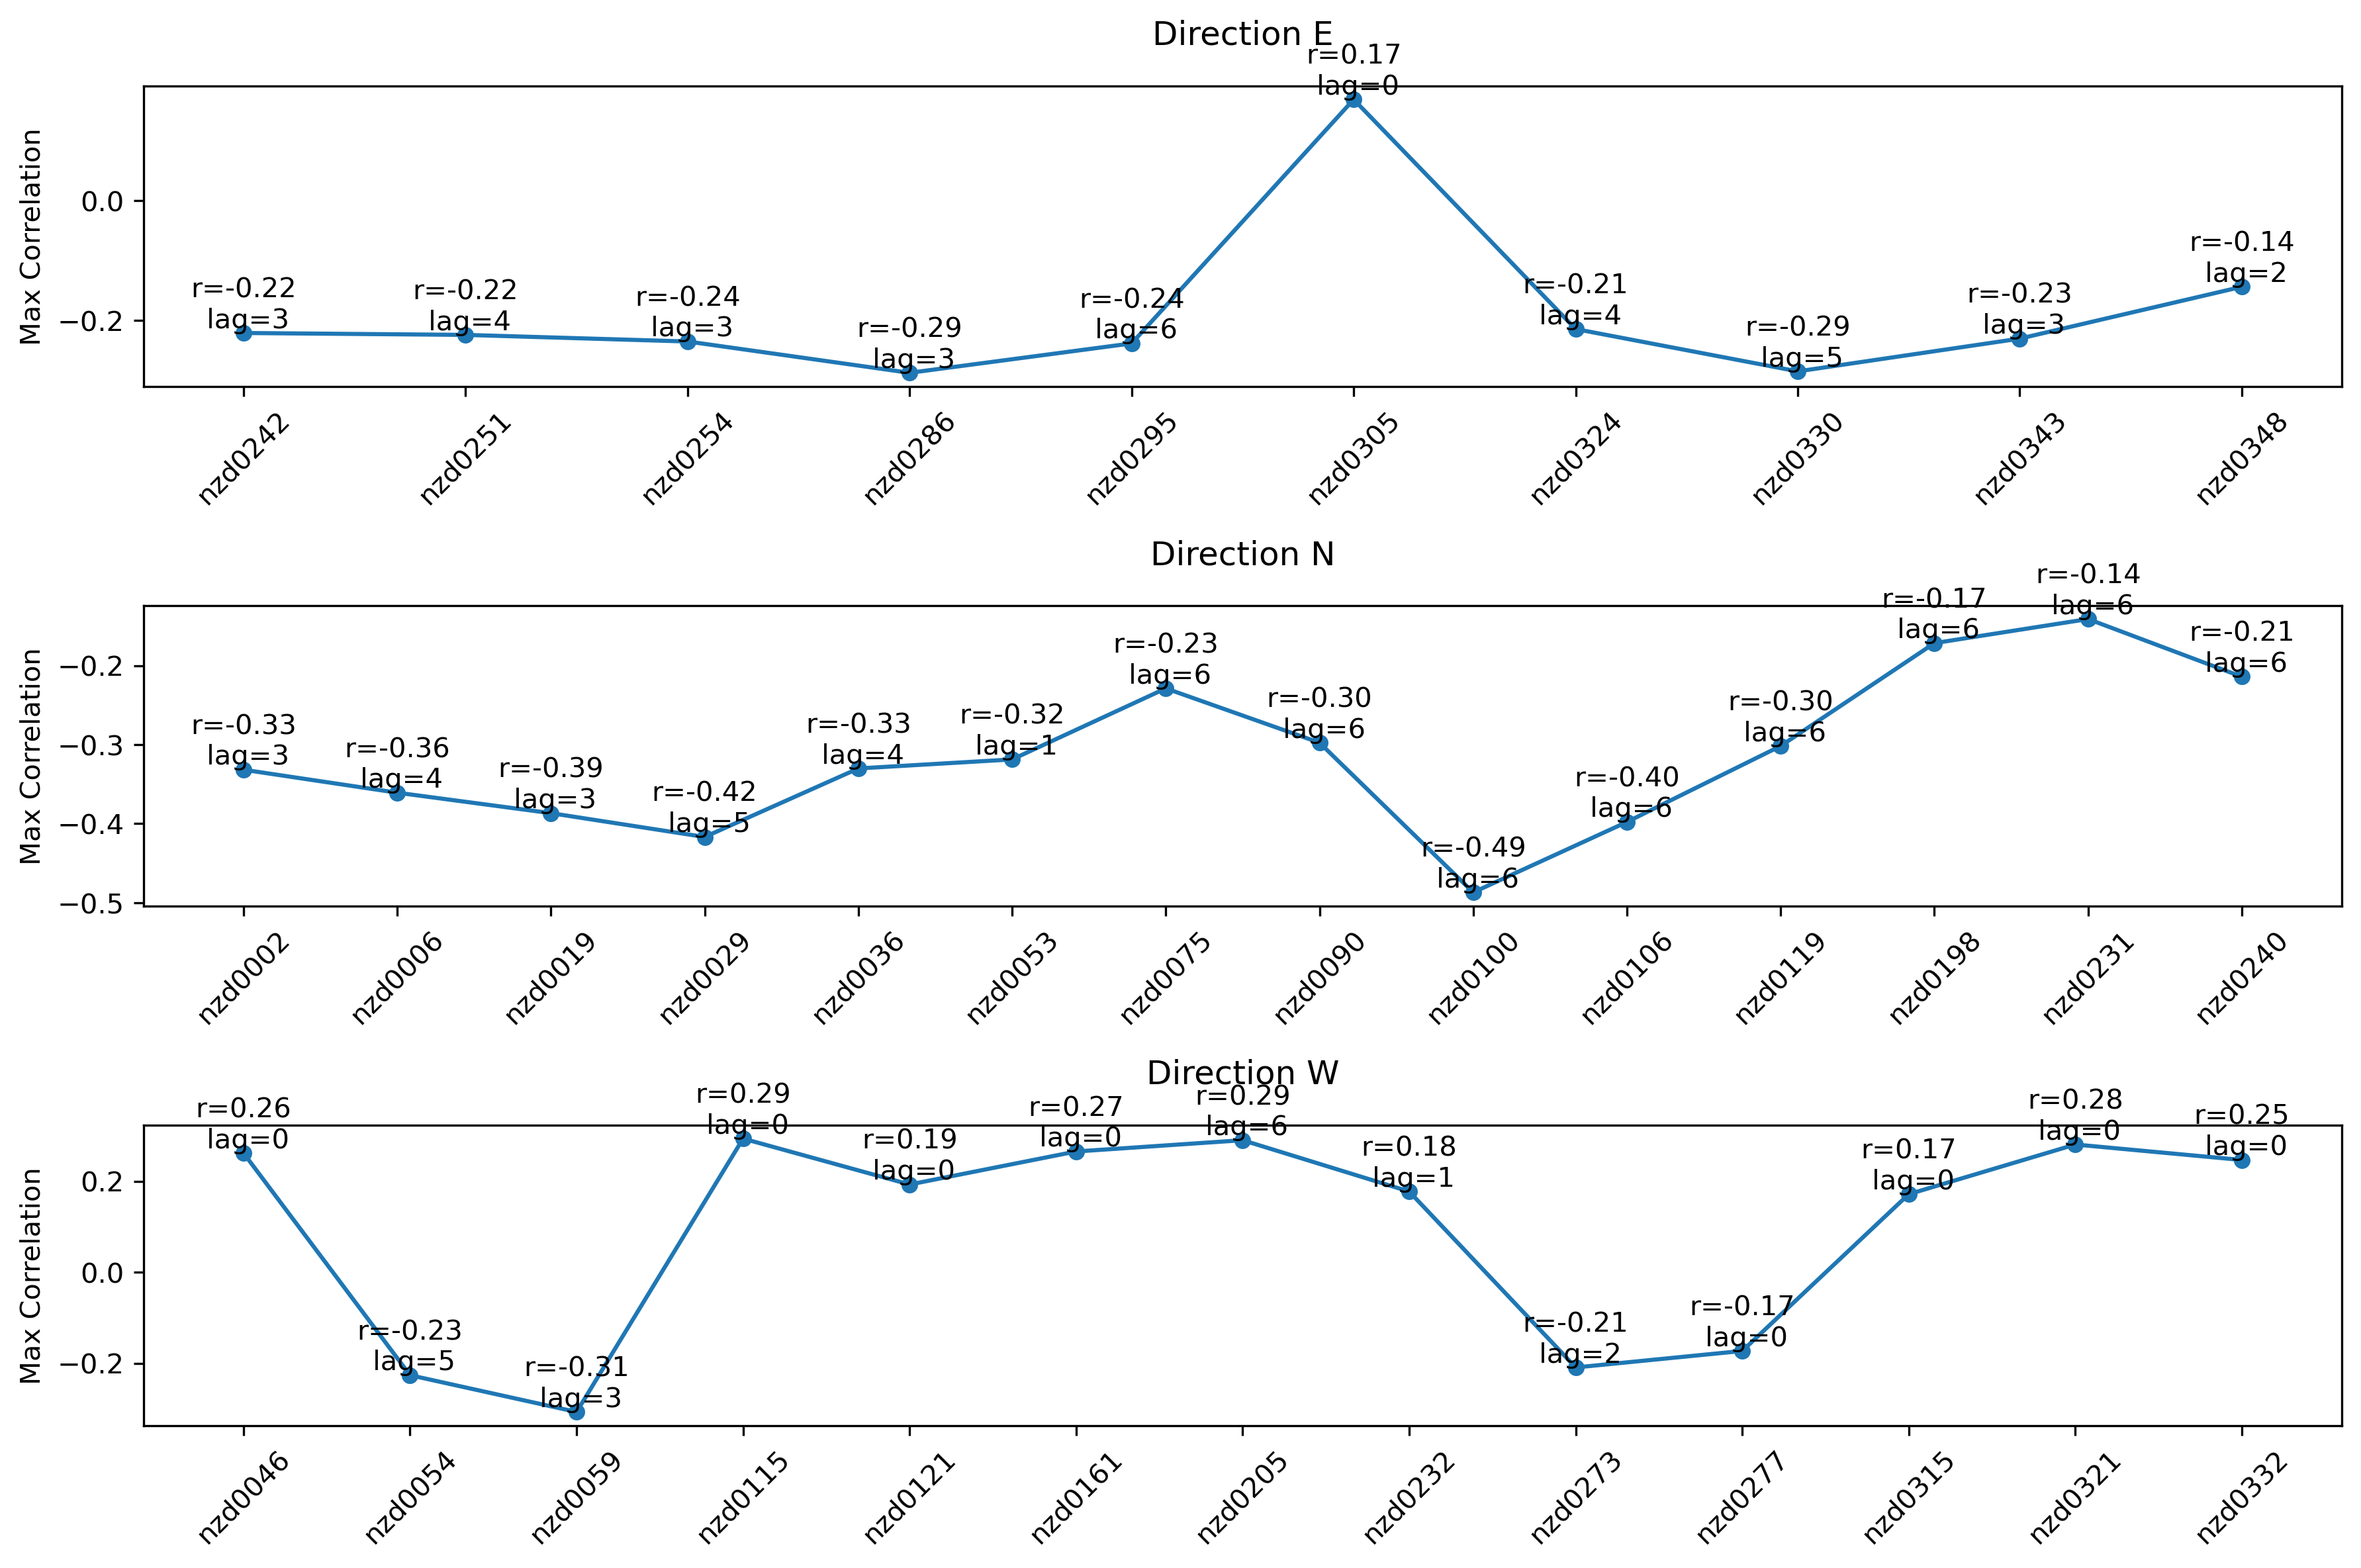 Direction E
Max Correlation
0.0
−0.2
r=-0.22
lag=3
r=-0.22
lag=4
r=-0.24
lag=3
r=-0.29
lag=3
r=-0.24
lag=6
r=0.17
lag=0
r=-0.21
lag=4
r=-0.29
lag=5
r=-0.23
lag=3
r=-0.14
lag=2
nzd0242
nzd0251
nzd0254
nzd0286
nzd0295
nzd0305
nzd0324
nzd0330
nzd0343
nzd0348
Direction N
Max Correlation
−0.2
−0.3
−0.4
−0.5
r=-0.33
lag=3
r=-0.36
lag=4
r=-0.39
lag=3
r=-0.42
lag=5
r=-0.33
lag=4
r=-0.32
lag=1
r=-0.23
lag=6
r=-0.30
lag=6
r=-0.49
lag=6
r=-0.40
lag=6
r=-0.30
lag=6
r=-0.17
lag=6
r=-0.14
lag=6
r=-0.21
lag=6
nzd0002
nzd0006
nzd0019
nzd0029
nzd0036
nzd0053
nzd0075
nzd0090
nzd0100
nzd0106
nzd0119
nzd0198
nzd0231
nzd0240
Direction W
Max Correlation
0.2
0.0
−0.2
r=0.26
lag=0
r=-0.23
lag=5
r=-0.31
lag=3
r=0.29
lag=0
r=0.19
lag=0
r=0.27
lag=0
r=0.29
lag=6
r=0.18
lag=1
r=-0.21
lag=2
r=-0.17
lag=0
r=0.17
lag=0
r=0.28
lag=0
r=0.25
lag=0
nzd0046
nzd0054
nzd0059
nzd0115
nzd0121
nzd0161
nzd0205
nzd0232
nzd0273
nzd0277
nzd0315
nzd0321
nzd0332